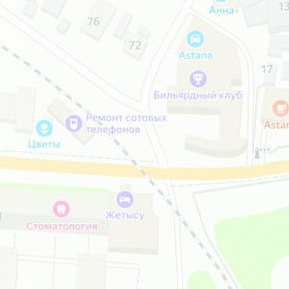 Анна
13
76
72
Astana
17
Бильярдный клуб
Astan
Ремонт сотовых
телефонов
Цветы
Жетысу
Стоматология